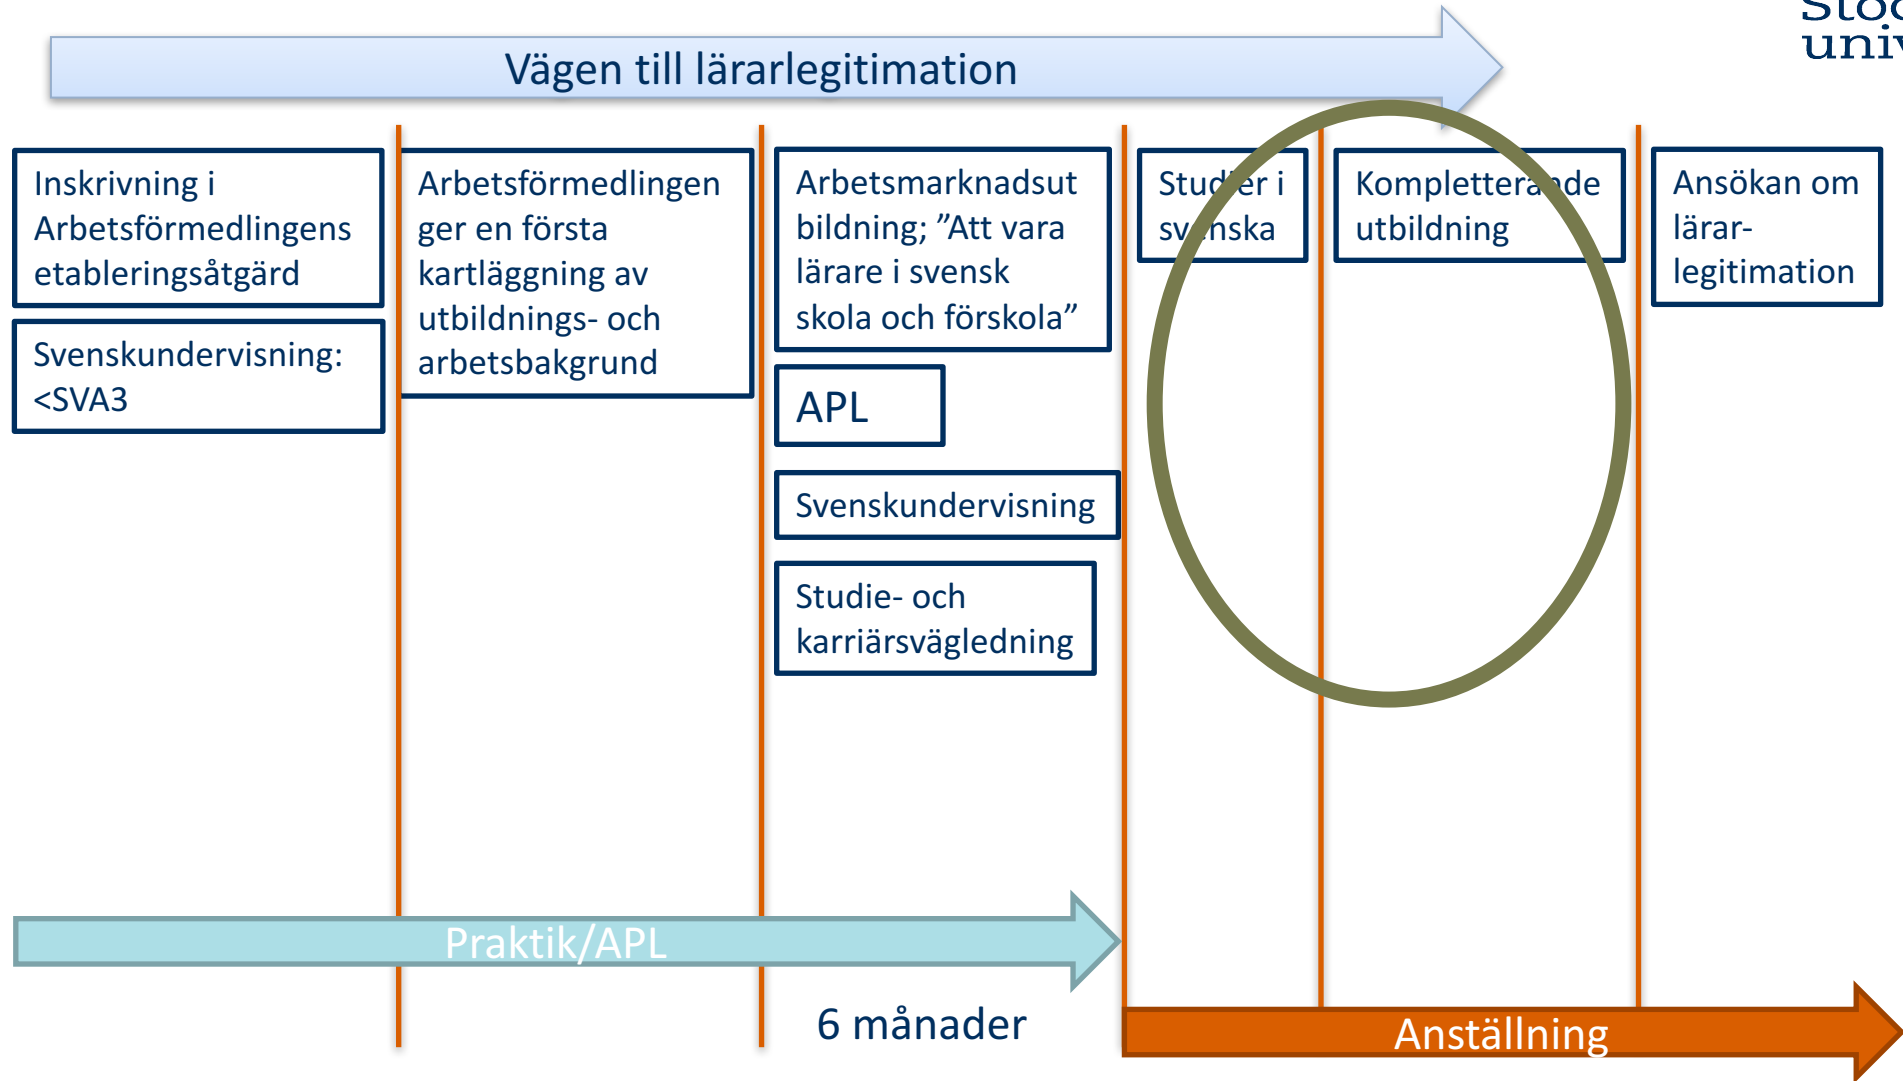 Vägen till lärarlegitimation
Inskrivning i
Arbetsförmedlingens
etableringsåtgärd
Svenskundervisning:
<SVA3
Arbetsförmedlingen
ger en första
kartläggning av
utbildnings- och
arbetsbakgrund
Arbetsmarknadsut
bildning; ”Att vara
lärare i svensk
skola och förskola”
APL
Svenskundervisning
Studie- och
karriärsvägledning
Studier i
svenska
Kompletterande
utbildning
Ansökan om
lärar-
legitimation
Praktik/APL
6 månader
Anställning